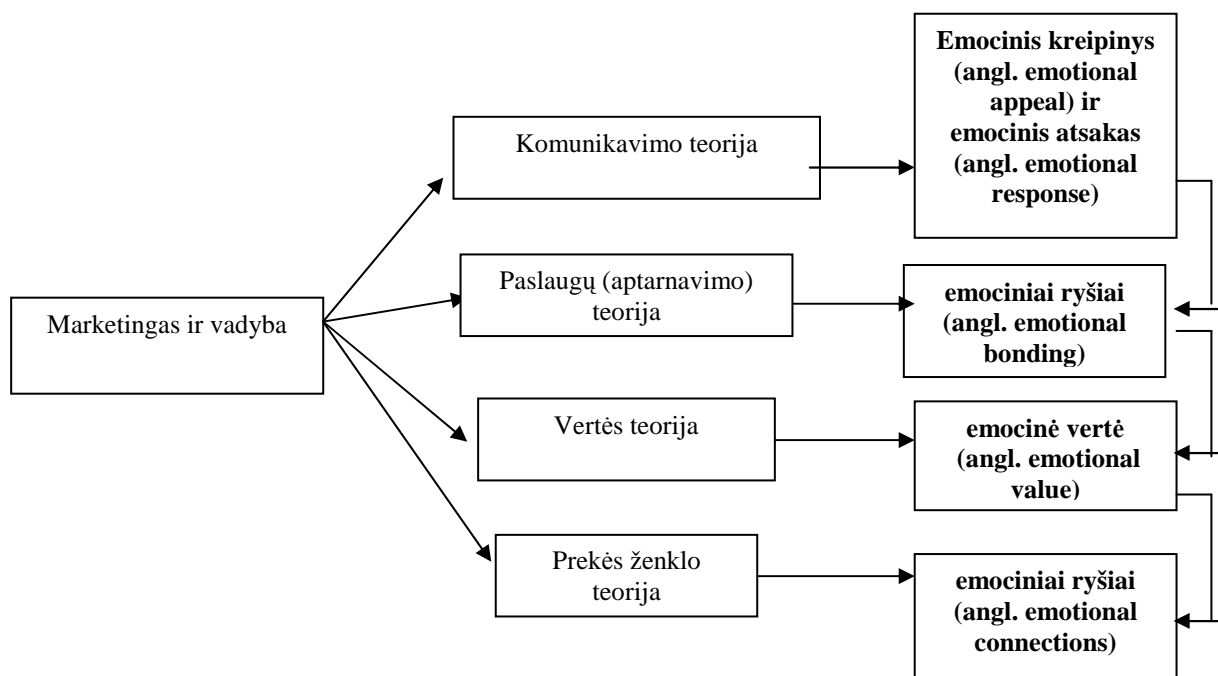 Marketingas ir vadyba
Komunikavimo teorija
Emocinis kreipinys
(angl. emotional
appeal) ir
emocinis atsakas
(angl. emotional
response)
Paslaugų (aptarnavimo)
teorija
emociniai ryšiai
(angl. emotional
bonding)
Vertės teorija
emocinė vertė
(angl. emotional
value)
Prekės ženklo
teorija
emociniai ryšiai
(angl. emotional
connections)